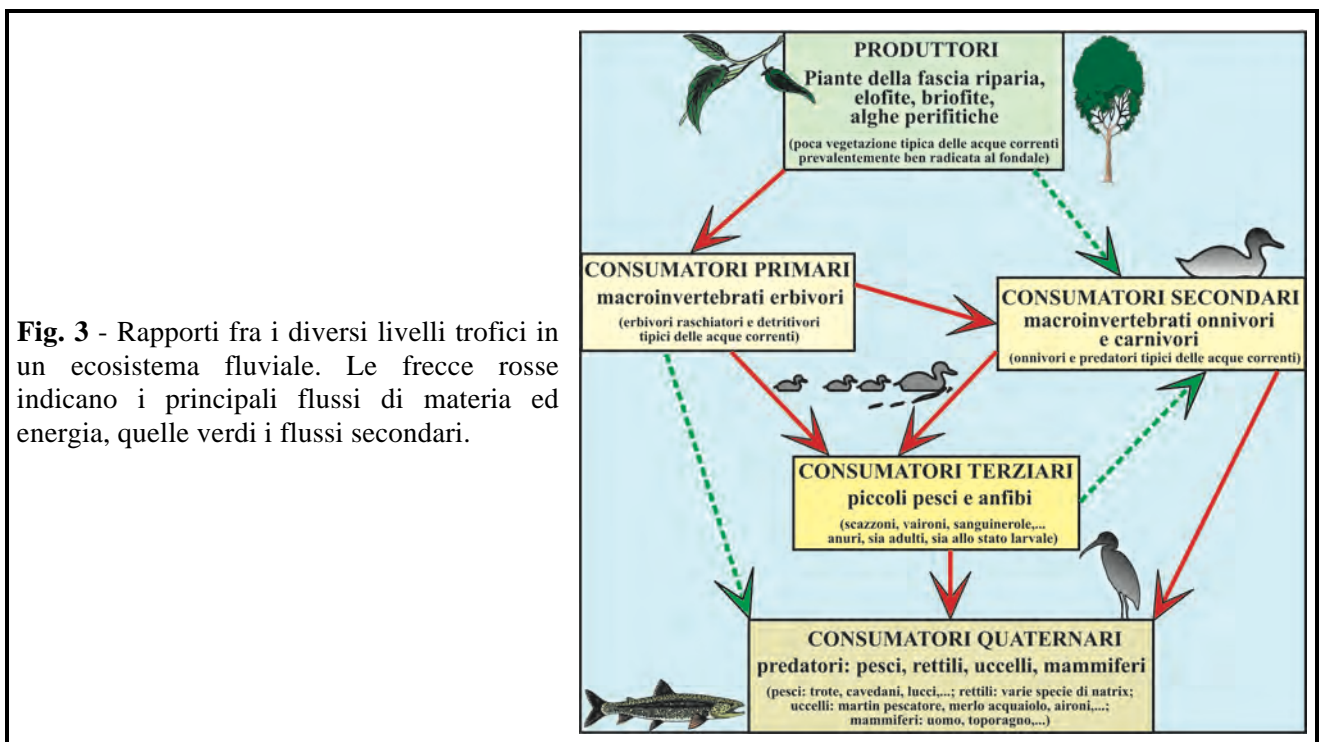 PRODUTTORI
Piante della fascia riparia,
elofite, briofite,
alghe perifitiche
(poca vegetazione tipica delle acque correnti
prevalentemente ben radicata al fondale)
CONSUMATORI PRIMARI
macroinvertebrati erbivori
(erbivori raschiatori e detritivori
tipici delle acque correnti)
CONSUMATORI SECONDARI
macroinvertebrati onnivori
e carnivori
(onnivori e predatori tipici delle acque correnti)
Fig. 3 - Rapporti fra i diversi livelli trofici in
un ecosistema fluviale. Le frecce rosse
indicano i principali flussi di materia ed
energia, quelle verdi i flussi secondari.
CONSUMATORI TERZIARI
piccoli pesci e anfibi
(scazzoni, vaironi, sanguinerole,...
anuri, sia adulti, sia allo stato larvale)
CONSUMATORI QUATERNARI
predatori: pesci, rettili, uccelli, mammiferi
(pesci: trote, cavedani, lucci,...; rettili: varie specie di natrix;
uccelli: martin pescatore, merlo acquaiolo, aironi,...;
mammiferi: uomo, toporagno,...)